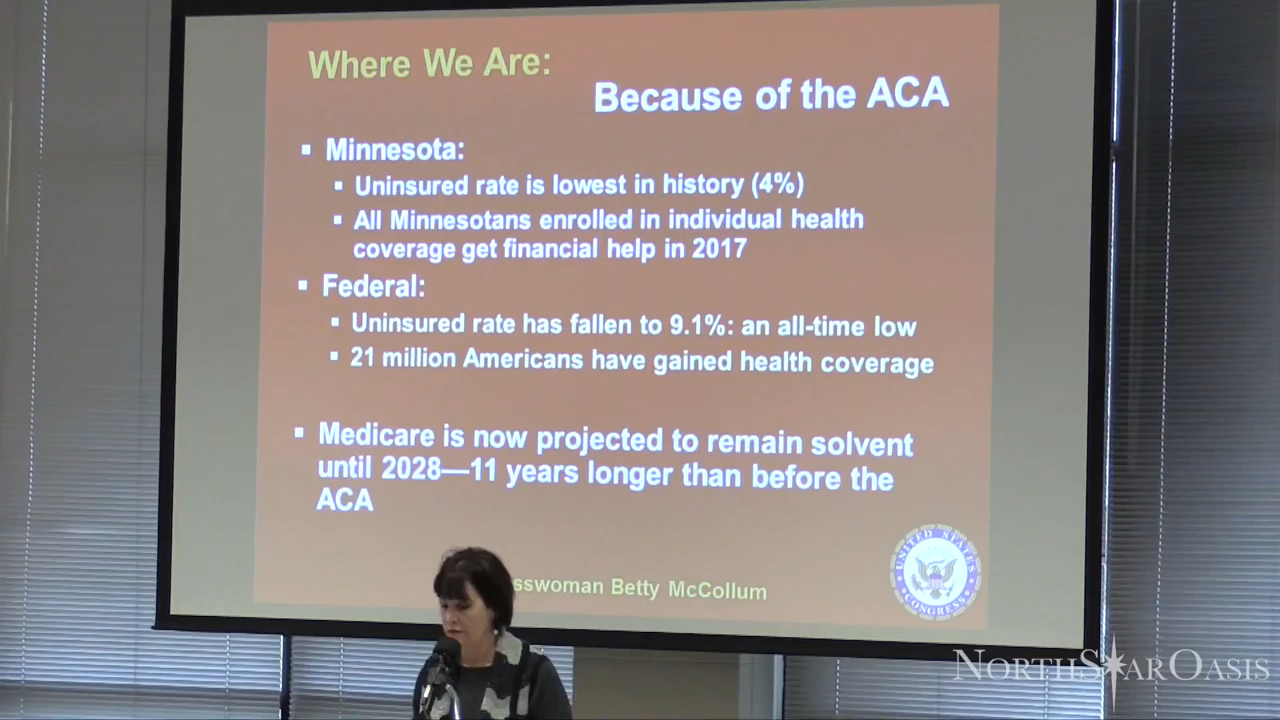 Where We Are:
Because of the ACA
▪ Minnesota:
▪ Uninsured rate is lowest in history (4%)
▪ All Minnesotans enrolled in individual health
coverage get financial help in 2017
▪ Federal:
▪ Uninsured rate has fallen to 9.1%: an all-time low
▪ 21 million Americans have gained health coverage
▪ Medicare is now projected to remain solvent
until 2028—11 years longer than before the
ACA
sswoman Betty McCollum
UNITED STATES
CONGRESS
NORTHSTAROASIS